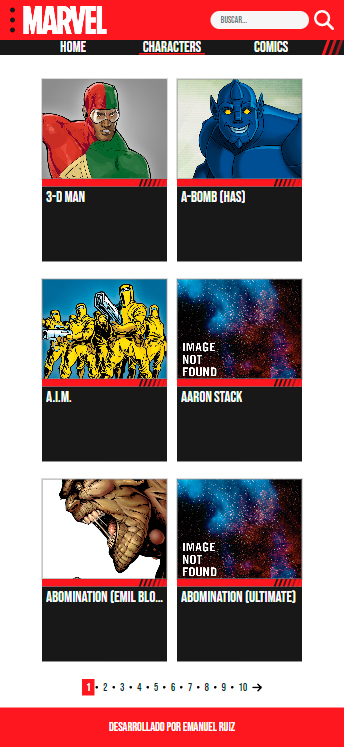 MARVEL
BUSCAR...
HOME
CHARACTERS
COMICS
3-D MAN
A-BOMB (HAS)
A.I.M.
IMAGE
NOT
FOUND
AARON STACK
ABOMINATION (EMIL BLO...
IMAGE
NOT
FOUND
ABOMINATION (ULTIMATE)
1 • 2 • 3 • 4 • 5 • 6 • 7 • 8 • 9 • 10
DESARROLLADO POR EMANUEL RUIZ